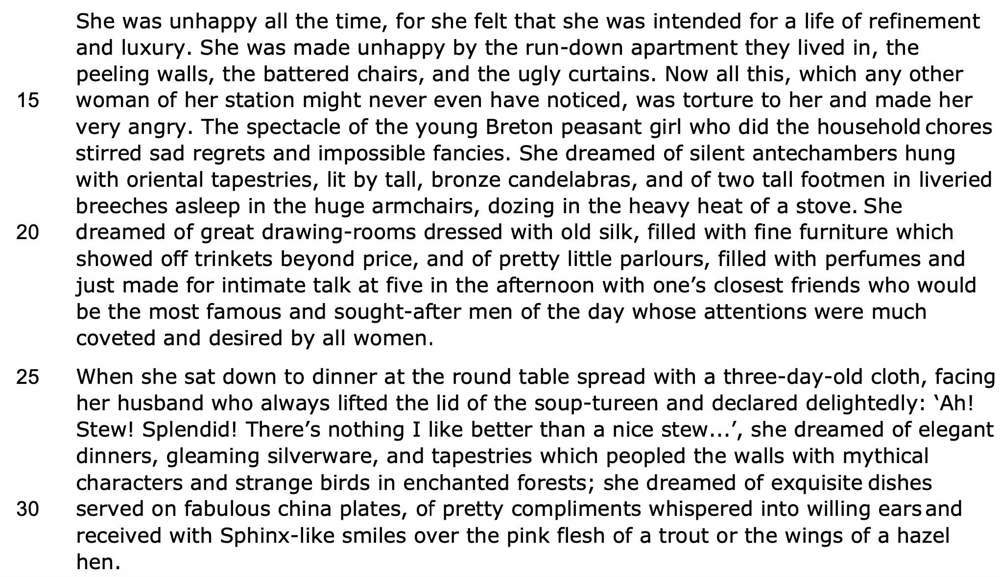 She was unhappy all the time, for she felt that she was intended for a life of refinement
and luxury. She was made unhappy by the run-down apartment they lived in, the
peeling walls, the battered chairs, and the ugly curtains. Now all this, which any other
15 woman of her station might never even have noticed, was torture to her and made her
very angry. The spectacle of the young Breton peasant girl who did the household chores
stirred sad regrets and impossible fancies. She dreamed of silent antechambers hung
with oriental tapestries, lit by tall, bronze candelabras, and of two tall footmen in liveried
breeches asleep in the huge armchairs, dozing in the heavy heat of a stove. She
20 dreamed of great drawing-rooms dressed with old silk, filled with fine furniture which
showed off trinkets beyond price, and of pretty little parlours, filled with perfumes and
just made for intimate talk at five in the afternoon with one’s closest friends who would
be the most famous and sought-after men of the day whose attentions were much
coveted and desired by all women.
25 When she sat down to dinner at the round table spread with a three-day-old cloth, facing
her husband who always lifted the lid of the soup-tureen and declared delightedly: ‘Ah!
Stew! Splendid! There’s nothing I like better than a nice stew...’, she dreamed of elegant
dinners, gleaming silverware, and tapestries which peopled the walls with mythical
characters and strange birds in enchanted forests; she dreamed of exquisite dishes
30 served on fabulous china plates, of pretty compliments whispered into willing ears and
received with Sphinx-like smiles over the pink flesh of a trout or the wings of a hazel
hen.